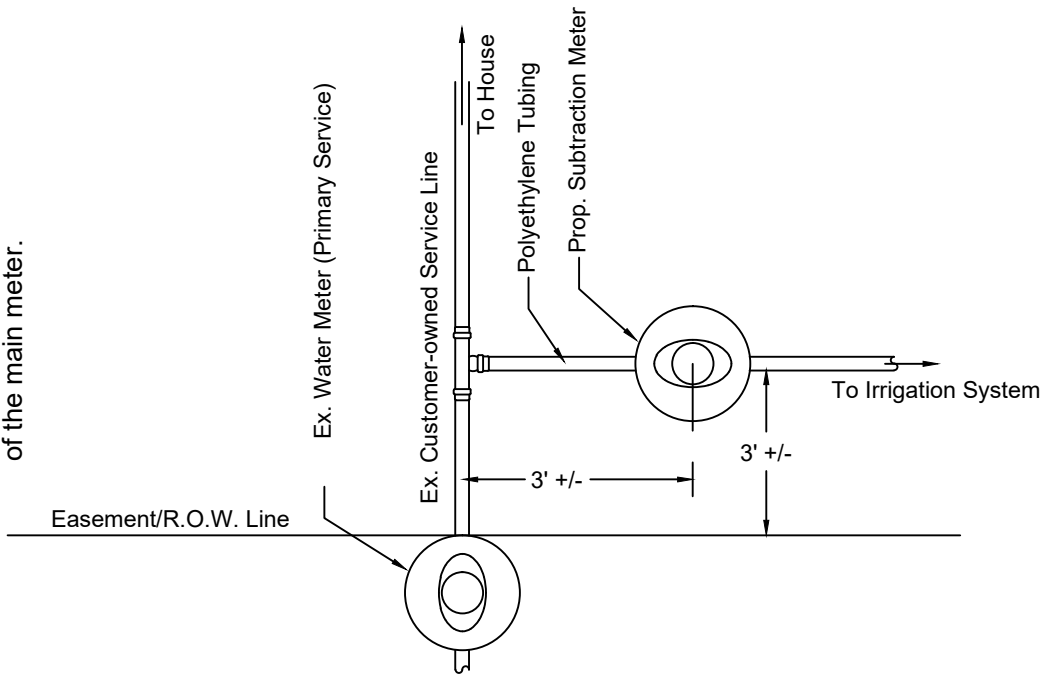 of the main meter.
Ex. Water Meter (Primary Service)
Ex. Customer-owned Service Line
To House
Polyethylene Tubing
Prop. Subtraction Meter
To Irrigation System
3' +/-
3' +/-
Easement/R.O.W. Line